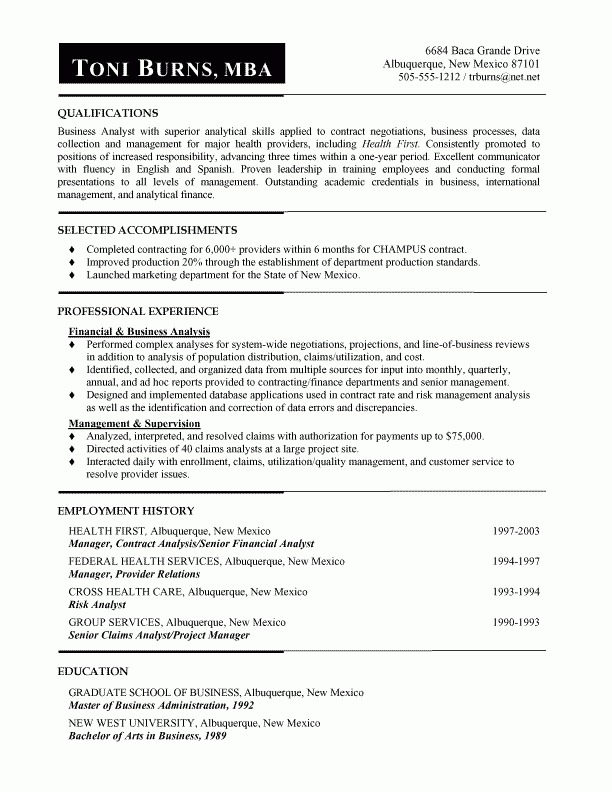 TONI BURNS, MBA
6684 Baca Grande Drive
Albuquerque, New Mexico 87101
505-555-1212 / trburns@net.net
QUALIFICATIONS
Business Analyst with superior analytical skills applied to contract negotiations, business processes, data
collection and management for major health providers, including Health First. Consistently promoted to
positions of increased responsibility, advancing three times within a one-year period. Excellent communicator
with fluency in English and Spanish. Proven leadership in training employees and conducting formal
presentations to all levels of management. Outstanding academic credentials in business, international
management, and analytical finance.
SELECTED ACCOMPLISHMENTS
♦ Completed contracting for 6,000+ providers within 6 months for CHAMPUS contract.
♦ Improved production 20% through the establishment of department production standards.
♦ Launched marketing department for the State of New Mexico.
PROFESSIONAL EXPERIENCE
Financial & Business Analysis
♦ Performed complex analyses for system-wide negotiations, projections, and line-of-business reviews
in addition to analysis of population distribution, claims/utilization, and cost.
♦ Identified, collected, and organized data from multiple sources for input into monthly, quarterly,
annual, and ad hoc reports provided to contracting/finance departments and senior management.
♦ Designed and implemented database applications used in contract rate and risk management analysis
as well as the identification and correction of data errors and discrepancies.
Management & Supervision
♦ Analyzed, interpreted, and resolved claims with authorization for payments up to $75,000.
♦ Directed activities of 40 claims analysts at a large project site.
♦ Interacted daily with enrollment, claims, utilization/quality management, and customer service to
resolve provider issues.
EMPLOYMENT HISTORY
HEALTH FIRST, Albuquerque, New Mexico 1997-2003
Manager, Contract Analysis/Senior Financial Analyst
FEDERAL HEALTH SERVICES, Albuquerque, New Mexico 1994-1997
Manager, Provider Relations
CROSS HEALTH CARE, Albuquerque, New Mexico 1993-1994
Risk Analyst
GROUP SERVICES, Albuquerque, New Mexico 1990-1993
Senior Claims Analyst/Project Manager
EDUCATION
GRADUATE SCHOOL OF BUSINESS, Albuquerque, New Mexico
Master of Business Administration, 1992
NEW WEST UNIVERSITY, Albuquerque, New Mexico
Bachelor of Arts in Business, 1989